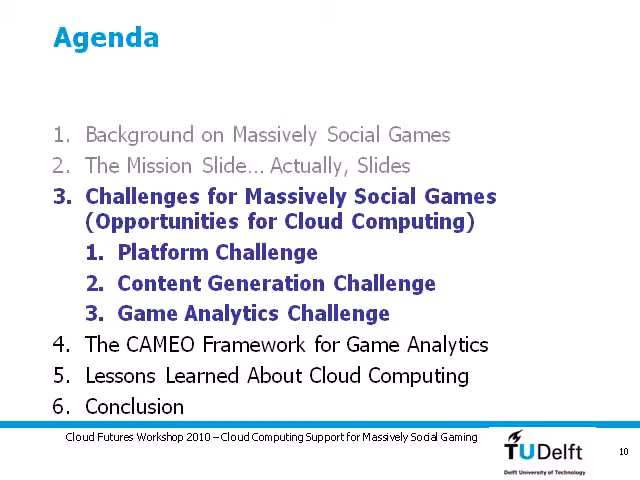 Agenda
1. Background on Massively Social Games
2. The Mission Slide… Actually, Slides
3. Challenges for Massively Social Games
(Opportunities for Cloud Computing)
1. Platform Challenge
2. Content Generation Challenge
3. Game Analytics Challenge
4. The CAMEO Framework for Game Analytics
5. Lessons Learned About Cloud Computing
6. Conclusion
Cloud Futures Workshop 2010 – Cloud Computing Support for Massively Social Gaming
TUDelft
Delft University of Technology
10